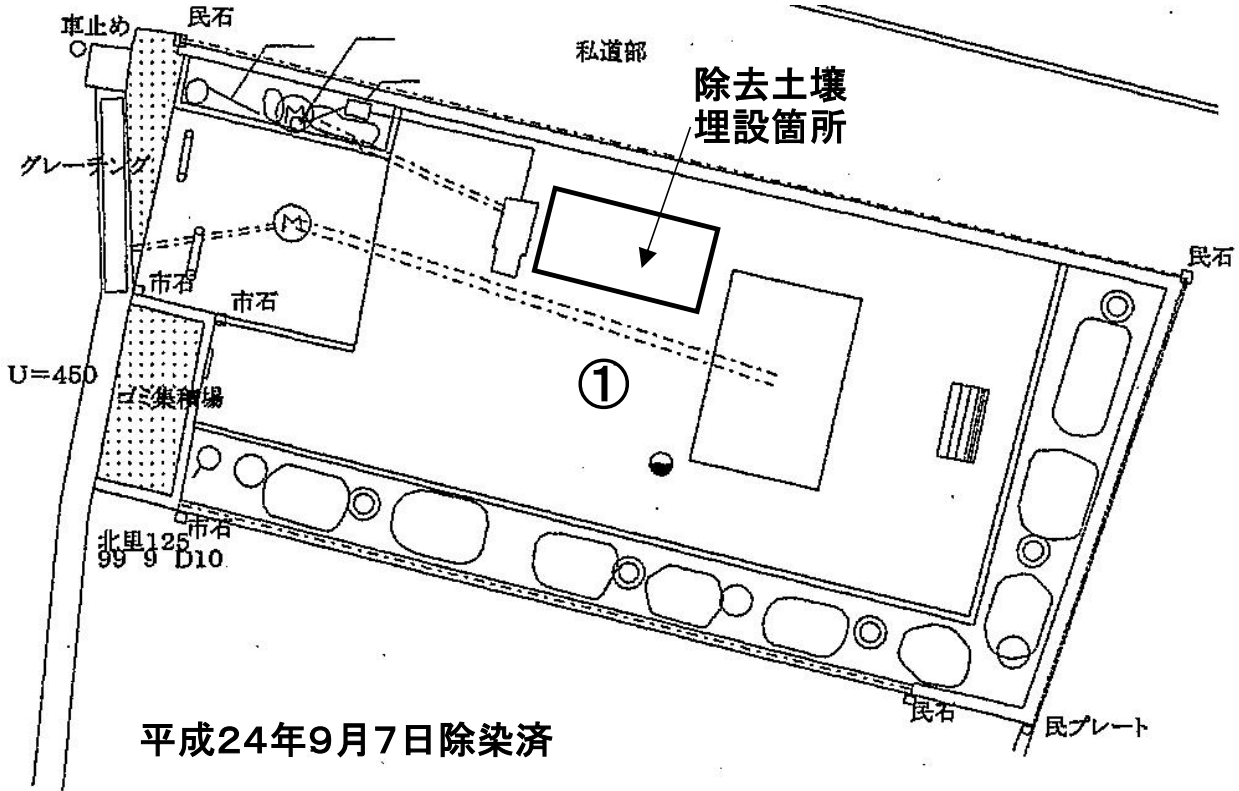 車止め
民石
私道部
除去土壌
埋設箇所
M
グレーチング
M
民石
市石
市石
U=450
ゴミ集積場
①
市石
北里125
99 9 D10
民石
民プレート
平成24年9月7日除染済